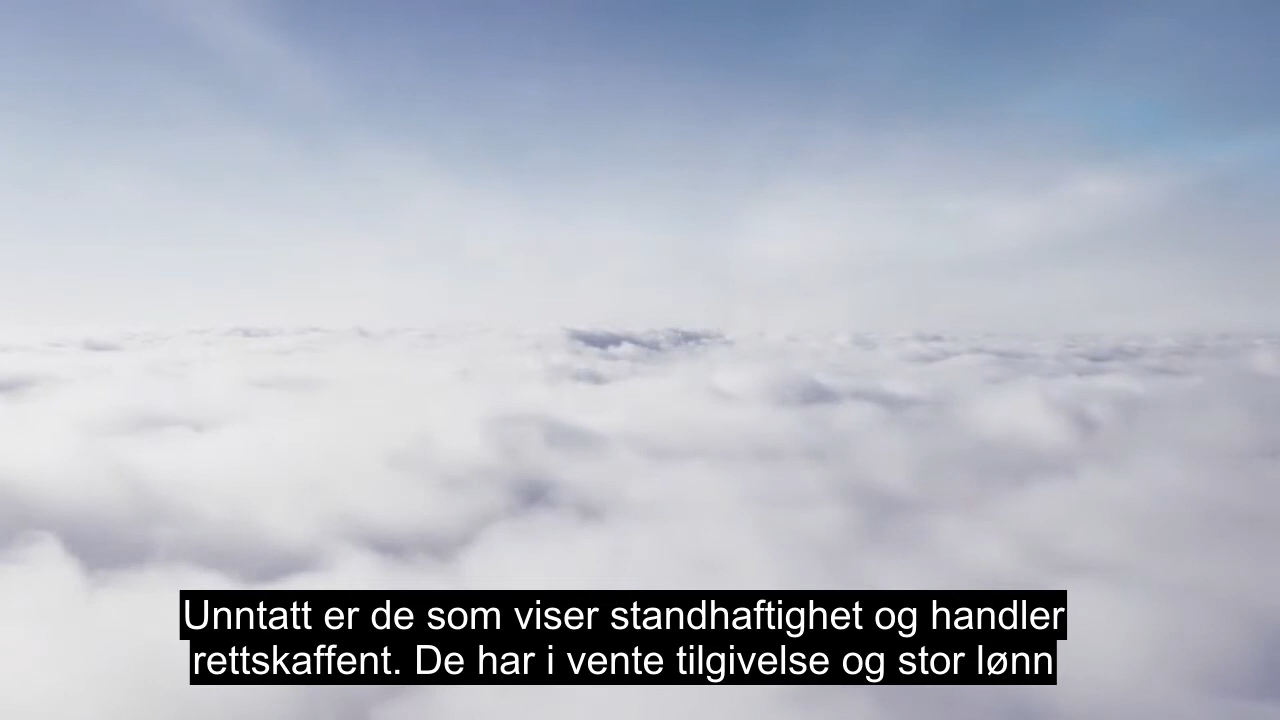 Unntatt er de som viser standhaftighet og handler
rettskaffent. De har i vente tilgivelse og stor lønn